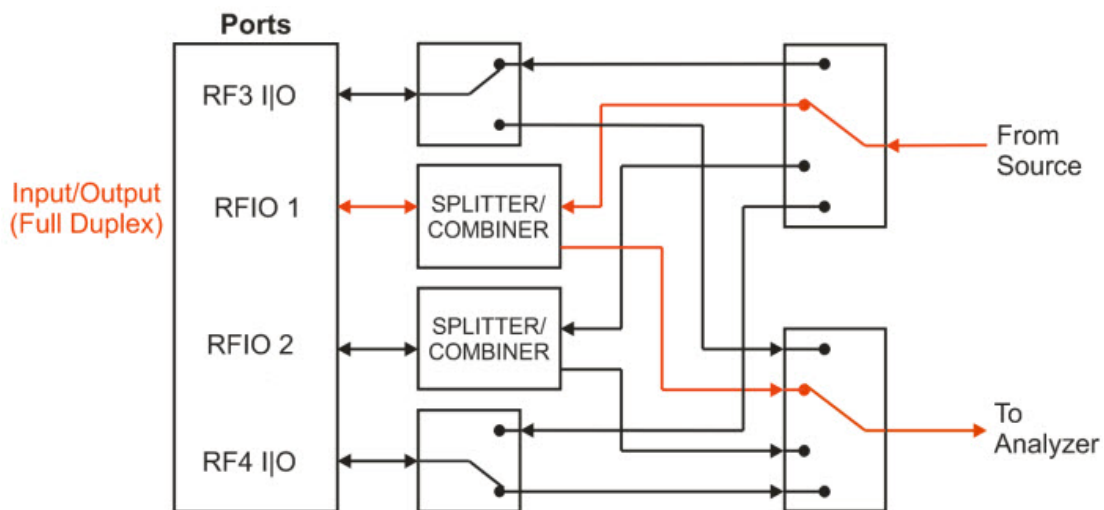 Ports
RF3 I|O
Input/Output
(Full Duplex)
RFIO 1
RFIO 2
RF4 I|O
SPLITTER/
COMBINER
SPLITTER/
COMBINER
From
Source
To
Analyzer